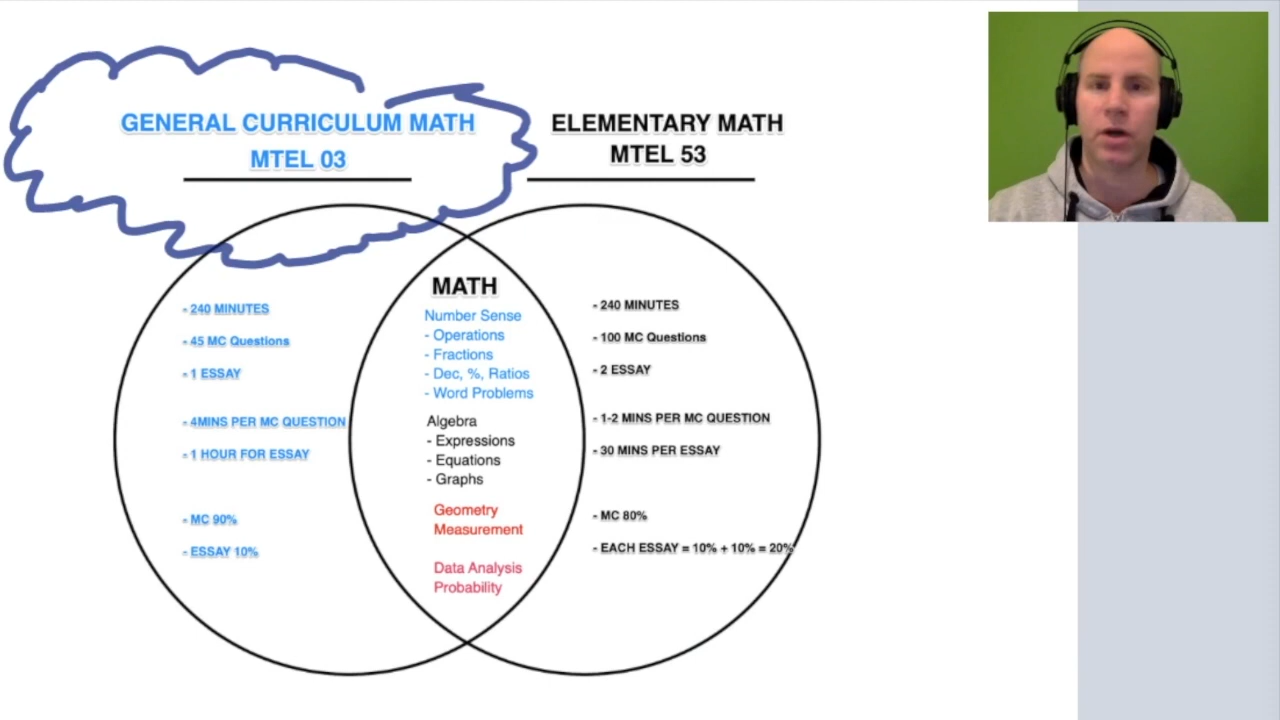 GENERAL CURRICULUM MATH
MTEL 03
- 240 MINUTES
- 45 MC Questions
- 1 ESSAY
- 4MINS PER MC QUESTION
- 1 HOUR FOR ESSAY
- MC 90%
- ESSAY 10%
MATH
Number Sense
- Operations
- Fractions
- Dec, %, Ratios
- Word Problems
Algebra
- Expressions
- Equations
- Graphs
Geometry
Measurement
Data Analysis
Probability
ELEMENTARY MATH
MTEL 53
- 240 MINUTES
- 100 MC Questions
- 2 ESSAY
- 1-2 MINS PER MC QUESTION
- 30 MINS PER ESSAY
- MC 80%
- EACH ESSAY = 10% + 10% = 20%